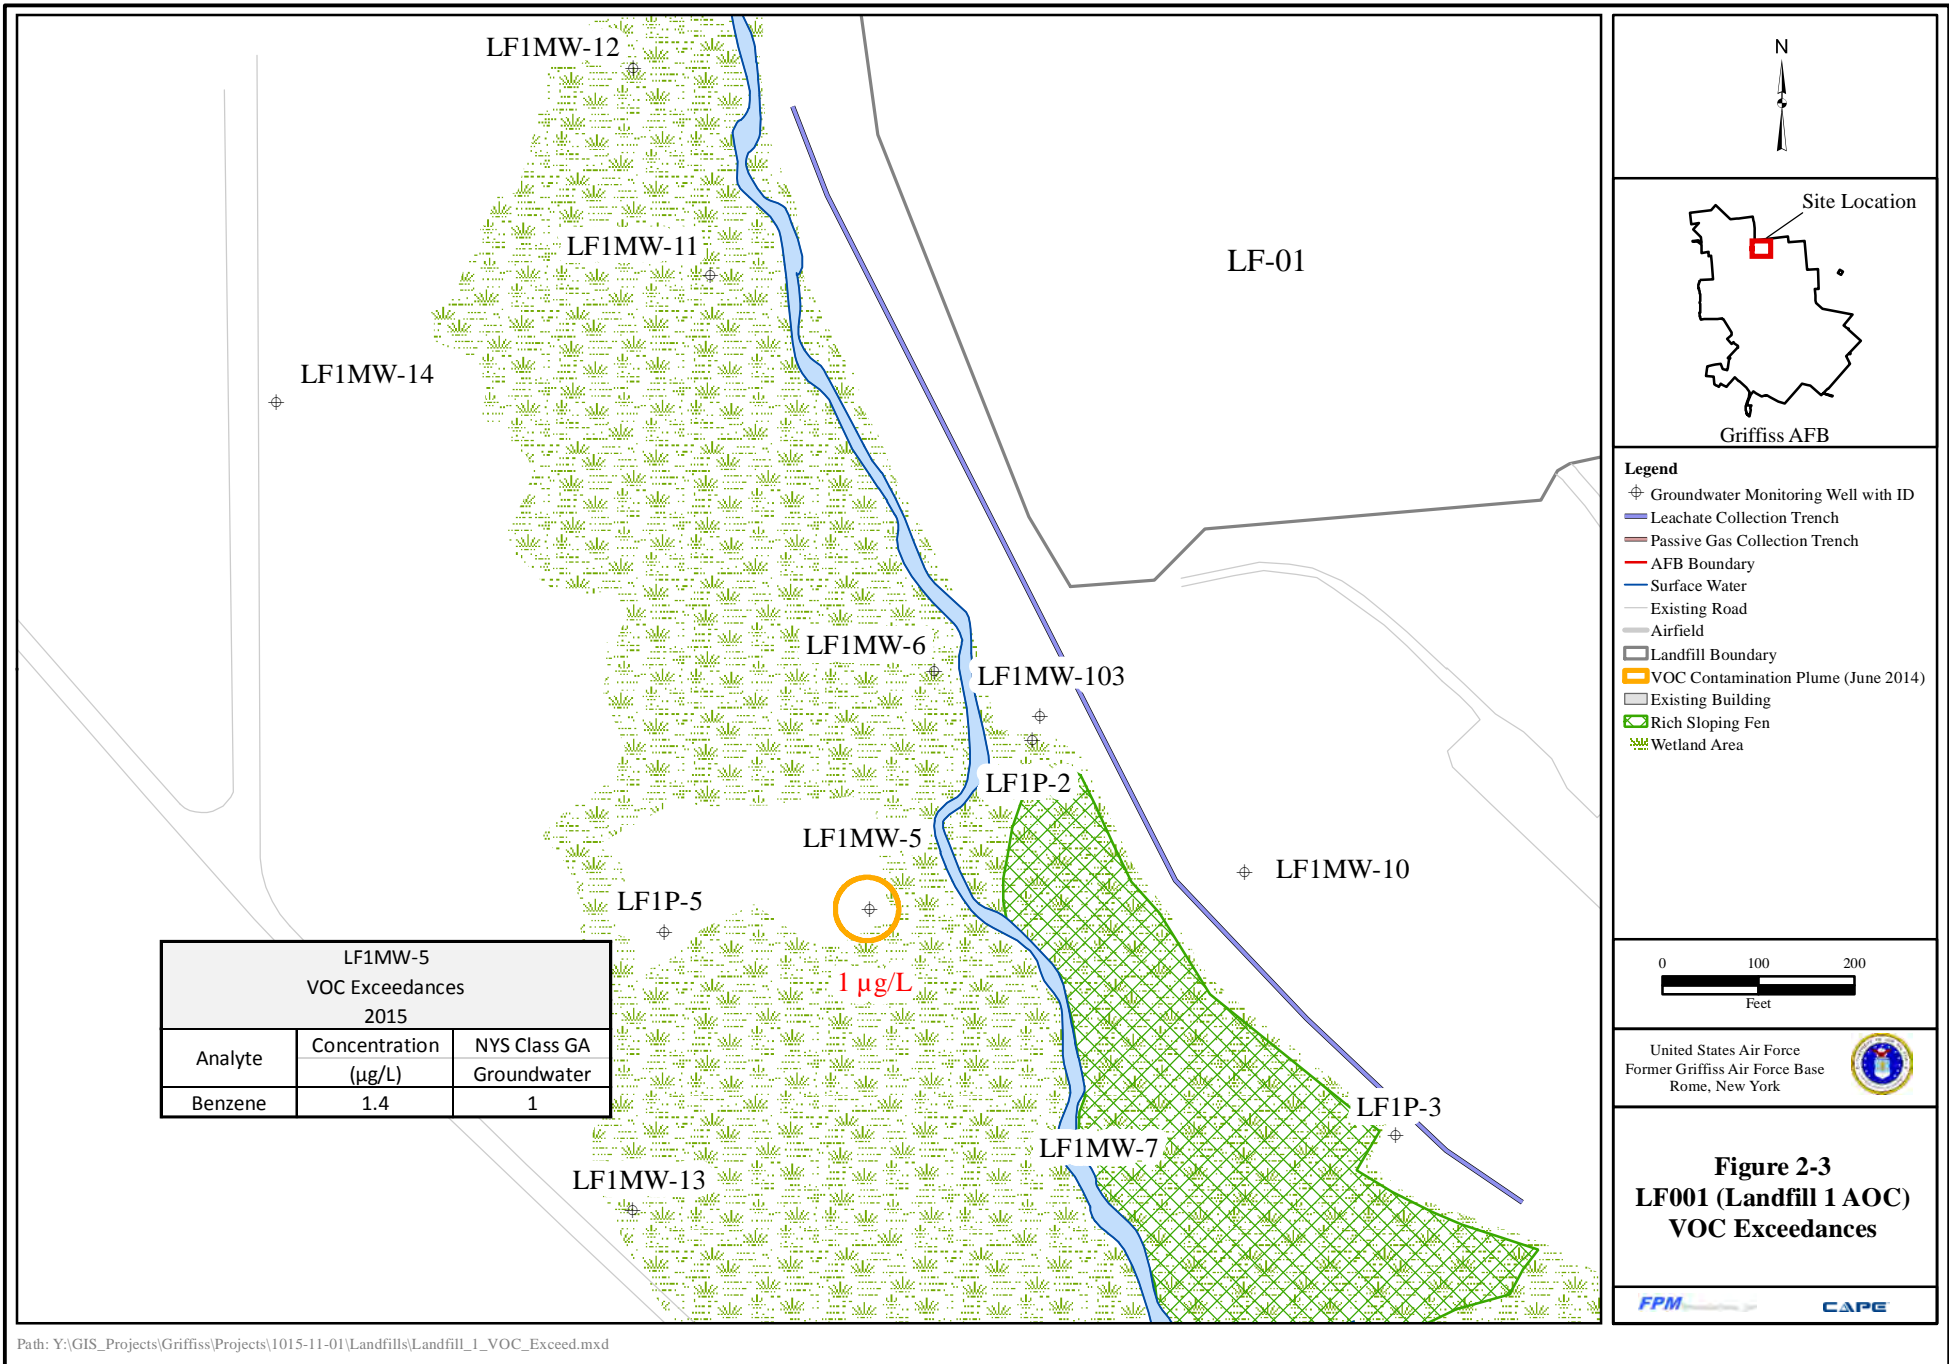 LF1MW-12
LF1MW-11
LF-01
LF1MW-14
LF1MW-6
LF1MW-103
LF1P-2
LF1MW-5
LF1MW-10
LF1P-5
1 µg/L
LF1MW-5
VOC Exceedances
2015
Analyte
Concentration
(µg/L)
NYS Class GA
Groundwater
Benzene
1.4
1
LF1P-3
LF1MW-7
LF1MW-13
N
Site Location
Griffiss AFB
Legend
Groundwater Monitoring Well with ID
Leachate Collection Trench
Passive Gas Collection Trench
AFB Boundary
Surface Water
Existing Road
Airfield
Landfill Boundary
VOC Contamination Plume (June 2014)
Existing Building
Rich Sloping Fen
Wetland Area
0 100 200
Feet
United States Air Force
Former Griffiss Air Force Base
Rome, New York
Figure 2-3
LF001 (Landfill 1 AOC)
VOC Exceedances
FPM
CAPE
Path: Y:\GIS_Projects\Griffiss\Projects\1015-11-01\Landfills\Landfill_1_VOC_Exceed.mxd